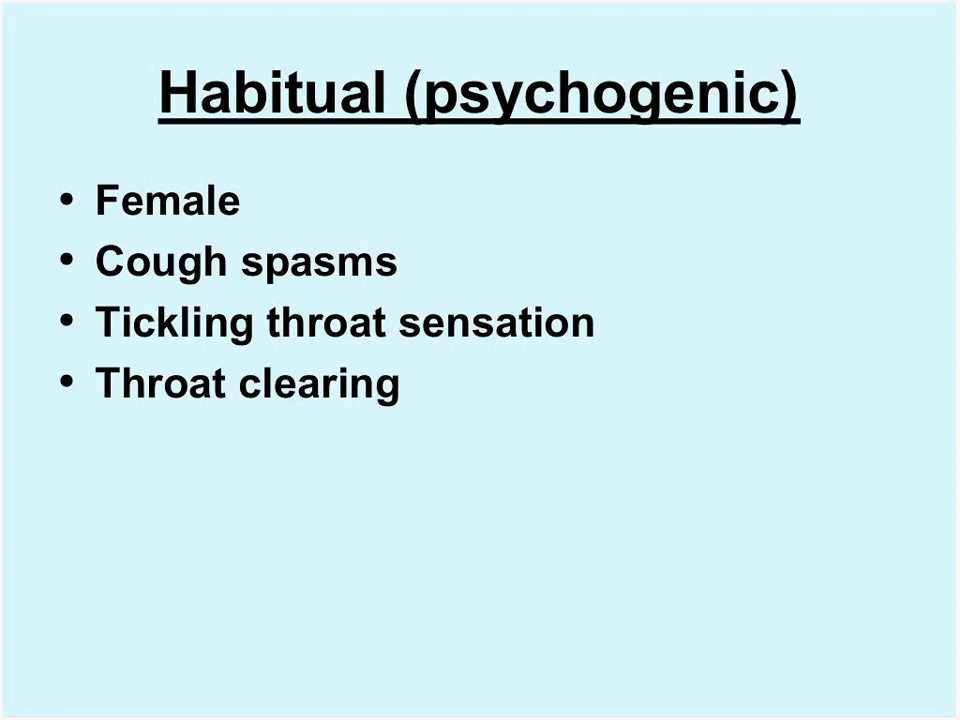 Habitual (psychogenic)
• Female
• Cough spasms
• Tickling throat sensation
• Throat clearing